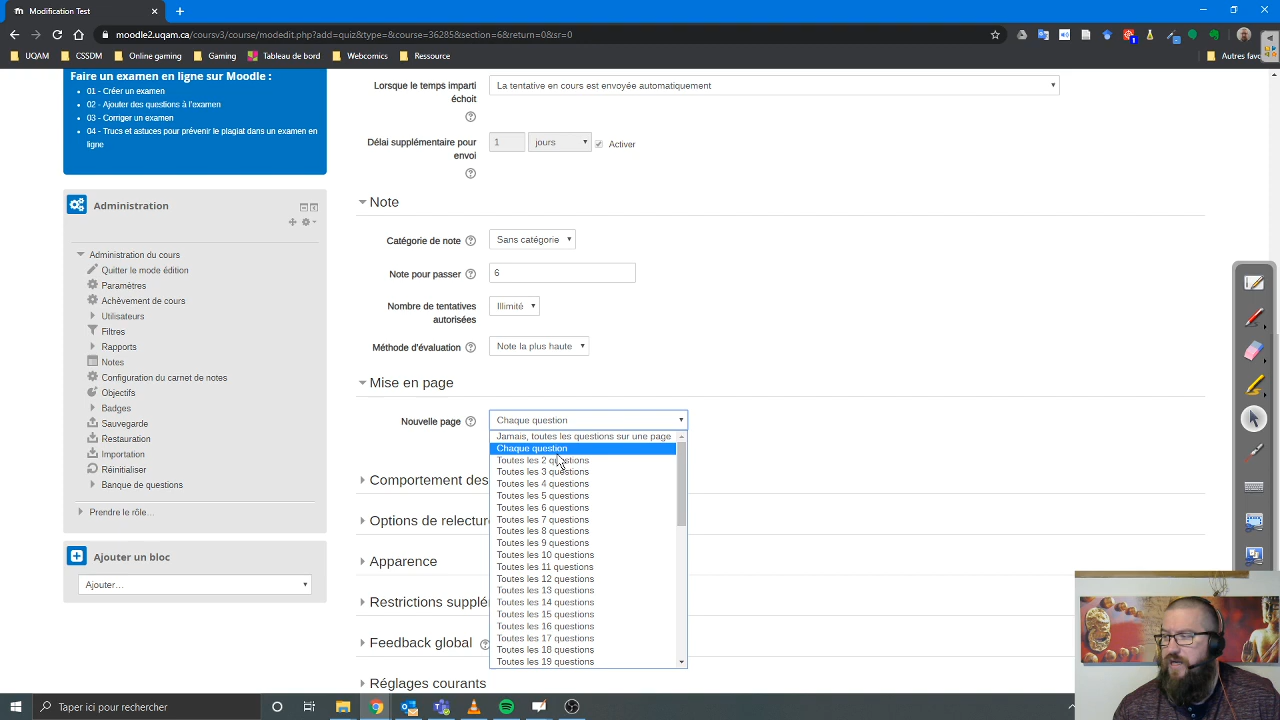 Modification Test
moodle2.uqam.ca/coursv3/course/modedit.php?add=quiz&type=&course=36285&section=6&return=0&sr=0
UQAM
CSSDM
Online gaming
Gaming
Tableau de bord
Webcomics
Ressource
Autres favo
Faire un examen en ligne sur Moodle :
01 - Créer un examen
02 - Ajouter des questions à l'examen
03 - Corriger un examen
04 - Trucs et astuces pour prévenir le plagiat dans un examen en
ligne
Administration
Administration du cours
Quitter le mode édition
Paramètres
Achèvement de cours
Utilisateurs
Filtres
Rapports
Notes
Configuration du carnet de notes
Objectifs
Badges
Sauvegarde
Restauration
Importation
Réinitialiser
Banque de questions
Prendre le rôle…
Ajouter un bloc
Ajouter…
Lorsque le temps imparti
échoit
La tentative en cours est envoyée automatiquement
Délai supplémentaire pour
envoi
1
jours
Activer
Note
Catégorie de note
Sans catégorie
Note pour passer
6
Nombre de tentatives
autorisées
Illimité
Méthode d'évaluation
Note la plus haute
Mise en page
Nouvelle page
Chaque question
Jamais, toutes les questions sur une page
Chaque question
Toutes les 2 questions
Toutes les 3 questions
Toutes les 4 questions
Toutes les 5 questions
Toutes les 6 questions
Toutes les 7 questions
Toutes les 8 questions
Toutes les 9 questions
Toutes les 10 questions
Toutes les 11 questions
Toutes les 12 questions
Toutes les 13 questions
Toutes les 14 questions
Toutes les 15 questions
Toutes les 16 questions
Toutes les 17 questions
Toutes les 18 questions
Toutes les 19 questions
Comportement des
Options de relectur
Apparence
Restrictions supplé
Feedback global
Réglages courants
Taper ici pour rechercher